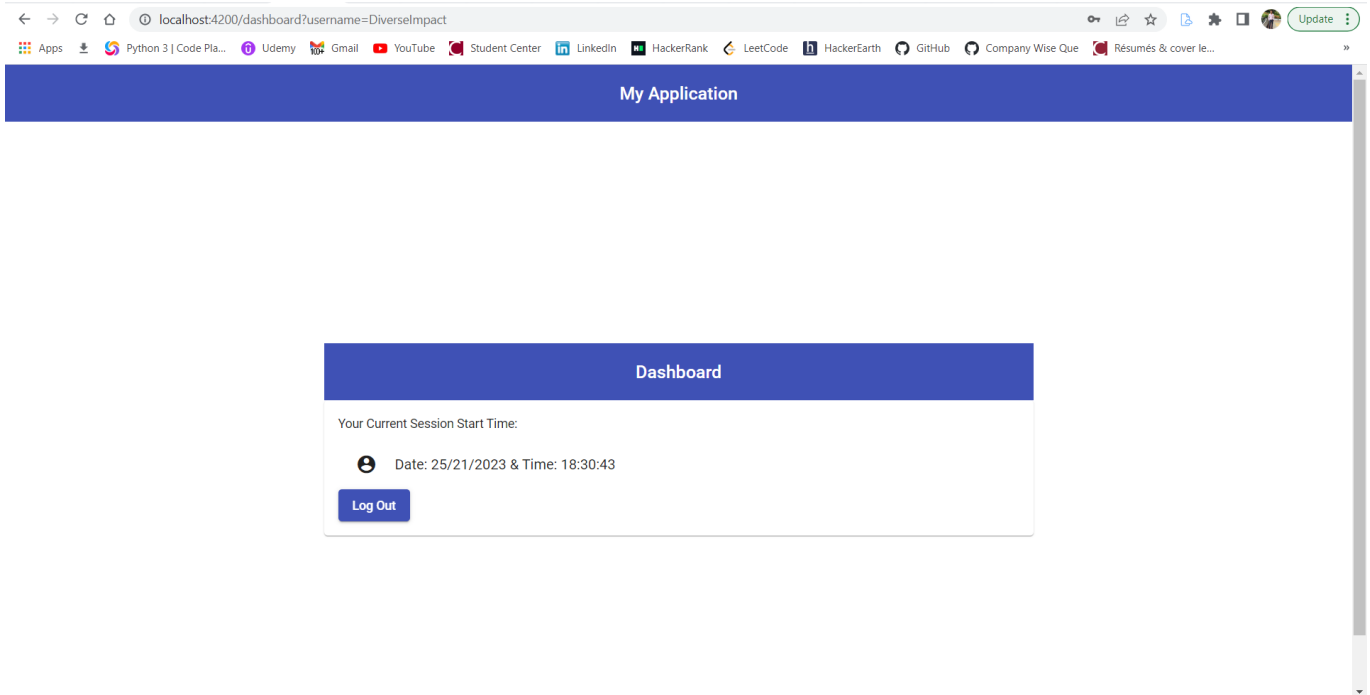 localhost:4200/dashboard?username=DiverseImpact Update
Apps Python 3 | Code Pla... Udemy Gmail YouTube Student Center LinkedIn HackerRank LeetCode HackerEarth GitHub Company Wise Que Résumés & cover le... »
My Application
Dashboard
Your Current Session Start Time:
Date: 25/21/2023 & Time: 18:30:43
Log Out